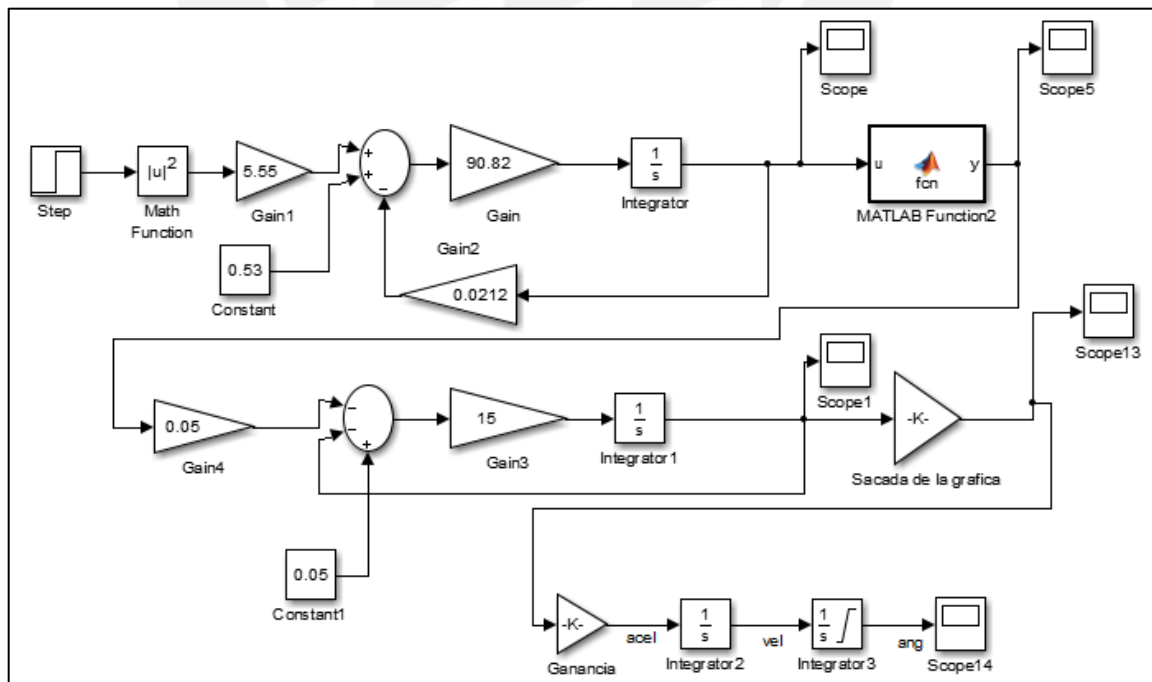 Scope
Scope5
Step
|u|²
Math
Function
5.55
Gain1
+
+
−
90.82
Gain
1
s
Integrator
u
fcn
y
MATLAB Function2
0.53
Constant
Gain2
0.0212
Scope13
0.05
Gain4
−
−
+
15
Gain3
1
s
Integrator1
Scope1
-K-
Sacada de la grafica
0.05
Constant1
-K-
Ganancia
acel
1
s
Integrator2
vel
1
s
Integrator3
ang
Scope14